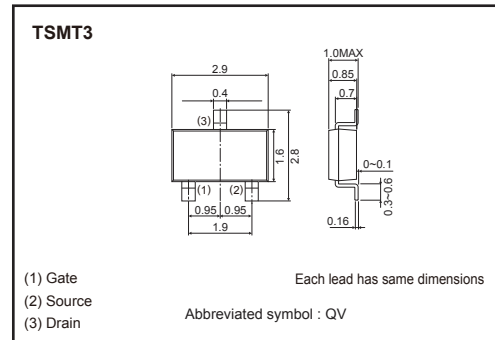 TSMT3
1.0MAX
2.9
0.85
0.4
0.7
(3)
1.6
2.8
0~0.1
(1) (2)
0.3~0.6
0.95 0.95
0.16
1.9
(1) Gate
Each lead has same dimensions
(2) Source
(3) Drain
Abbreviated symbol : QV